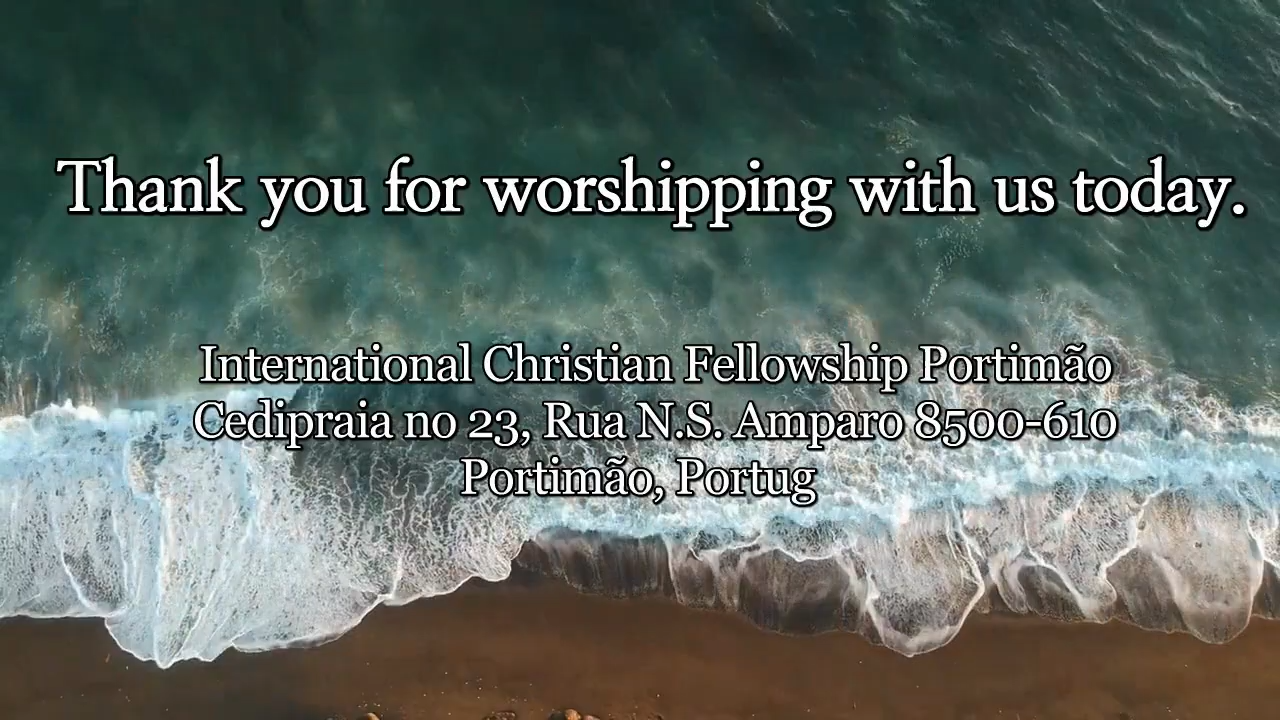 Thank you for worshipping with us today.
International Christian Fellowship Portimão
Cedipraia no 23, Rua N.S. Amparo 8500-610
Portimão, Portug